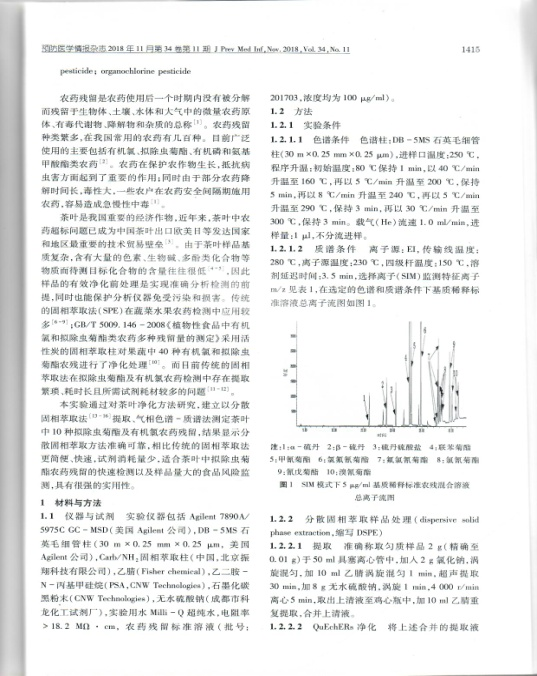 预防医学情报杂志 2018 年 11 月第 34 卷第 11 期 J Prev Med Inf, Nov. 2018, Vol. 34, No. 11
1415
pesticide; organochlorine pesticide
农药残留是农药使用后一个时期内没有被分解
而残留于生物体、土壤、水体和大气中的微量农药原
体、有毒代谢物、降解物和杂质的总称[1]。农药残留
种类繁多,在我国常用的农药有几百种。目前广泛
使用的主要包括有机氯、拟除虫菊酯、有机磷和氨基
甲酸酯类农药[2]。农药在保护农作物生长,抵抗病
虫害方面起到了重要的作用;同时由于部分农药降
解时间长,毒性大,一些农户在农药安全间隔期施用
农药,容易造成急慢性中毒[1]。
茶叶是我国重要的经济作物,近年来,茶叶中农
药超标问题已成为中国茶叶出口欧美日等发达国家
和地区最重要的技术贸易壁垒[3]。由于茶叶样品基
质复杂,含有大量的色素、生物碱、多酚类化合物等
物质而待测目标化合物的含量往往很低[4-5],因此
样品的有效净化前处理是实现准确分析检测的前
提,同时也能保护分析仪器免受污染和损害。传统
的固相萃取法(SPE)在蔬菜水果农药检测中应用较
多[6-9];GB/T 5009. 146－2008《植物性食品中有机
氯和拟除虫菊酯类农药多种残留量的测定》采用活
性炭的固相萃取柱对果蔬中 40 种有机氯和拟除虫
菊酯农残进行了净化处理[10]。而目前传统的固相
萃取法在拟除虫菊酯及有机氯农药检测中存在提取
繁琐、耗时长且所需试剂耗材较多的问题[11-12]。
本实验通过对茶叶净化方法研究,建立以分散
固相萃取法[13-16]提取、气相色谱－质谱法测定茶叶
中 10 种拟除虫菊酯及有机氯农药残留,结果显示分
散固相萃取方法准确可靠,相比传统的固相萃取法
更简便、快速,试剂消耗量少,适合茶叶中拟除虫菊
酯农药残留的快速检测以及样品量大的食品风险监
测,具有很强的实用性。
1 材料与方法
1. 1 仪器与试剂 实验仪器包括 Agilent 7890A/
5975C GC－MSD(美国 Agilent 公司),DB－5MS 石
英毛细管柱(30 m × 0. 25 mm × 0. 25 μm, 美国
Agilent 公司),Carb/NH2 固相萃取柱(中国,北京振
翔科技有限公司),乙腈(Fisher chemical),乙二胺－
N－丙基甲硅烷(PSA,CNW Technologies),石墨化碳
黑粉末(CNW Technologies),无水硫酸钠(成都市科
龙化工试剂厂),实验用水 Milli－Q 超纯水,电阻率
＞18. 2 MΩ · cm, 农药残留标准溶液(批号:
201703,浓度均为 100 μg/ml)。
1. 2 方法
1. 2. 1 实验条件
1. 2. 1. 1 色谱条件 色谱柱:DB－5MS 石英毛细管
柱(30 m ×0. 25 mm ×0. 25 μm),进样口温度:250 ℃,
程序升温:初始温度:80 ℃保持 1 min,以 40 ℃/min
升温至 160 ℃,再以 5 ℃/min 升温至 200 ℃,保持
5 min,再以 8 ℃/min 升温至 240 ℃,再以 5 ℃/min
升温至 290 ℃,保持 3 min,再以 30 ℃/min 升温至
300 ℃,保持 3 min。载气(He)流速 1. 0 ml/min,进
样量:1 μl,不分流进样。
1. 2. 1. 2 质谱条件 离子源:EI,传输线温度:
280 ℃,离子源温度:230 ℃,四级杆温度:150 ℃,溶
剂延迟时间:3. 5 min,选择离子(SIM)监测特征离子
m/z 见表 1,在选定的色谱和质谱条件下基质稀释标
准溶液总离子流图如图 1。
注:1:α－硫丹 2:β－硫丹 3:硫丹硫酸盐 4:联苯菊酯
5:甲氰菊酯 6:氯氟氰菊酯 7:氟氯氰菊酯 8:氯氰菊酯
9:氰戊菊酯 10:溴氰菊酯
图 1 SIM 模式下 5 μg/ml 基质稀释标准农残混合溶液
总离子流图
1. 2. 2 分散固相萃取样品处理(dispersive solid
phase extraction,缩写 DSPE)
1. 2. 2. 1 提取 准确称取匀质样品 2 g(精确至
0. 01 g)于 50 ml 具塞离心管中,加入 2 g 氯化钠,涡
旋混匀,加 10 ml 乙腈涡旋混匀 1 min,超声提取
30 min,加 8 g 无水硫酸钠,涡旋 1 min,4 000 r/min
离心 5 min,取出上清液至鸡心瓶中,加 10 ml 乙腈重
复提取,合并上清液。
1. 2. 2. 2 QuEchERs 净化 将上述合并的提取液